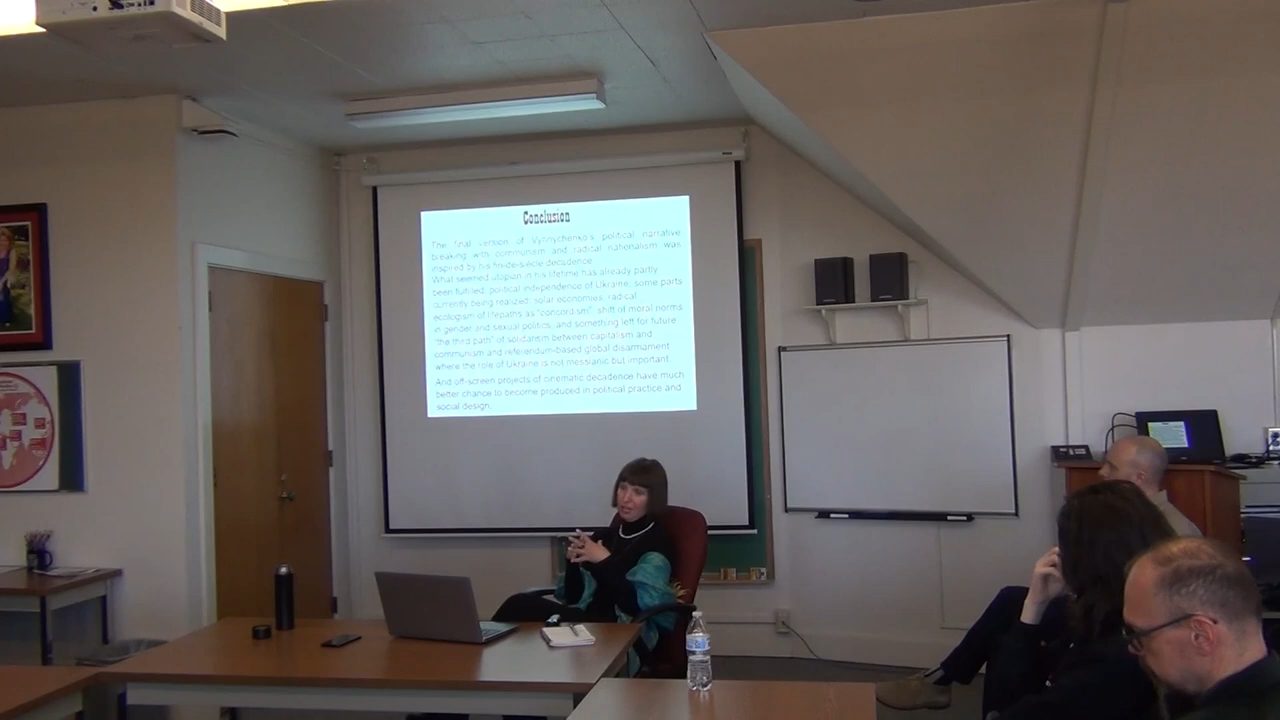 Conclusion
The final version of Vynnychenko's political narrative
breaking with communism and radical nationalism was
inspired by his fin-de-siècle decadence.
What seemed utopian in his lifetime has already partly
been fulfilled: political independence of Ukraine; some parts
currently being realized: solar economies, radical
ecologism of lifepaths as "concordism", shift of moral norms
in gender and sexual politics; and something left for future:
"the third path" of solidarism between capitalism and
communism and referendum-based global disarmament
where the role of Ukraine is not messianic but important.
And off-screen projects of cinematic decadence have much
better chance to become produced in political practice and
social design.